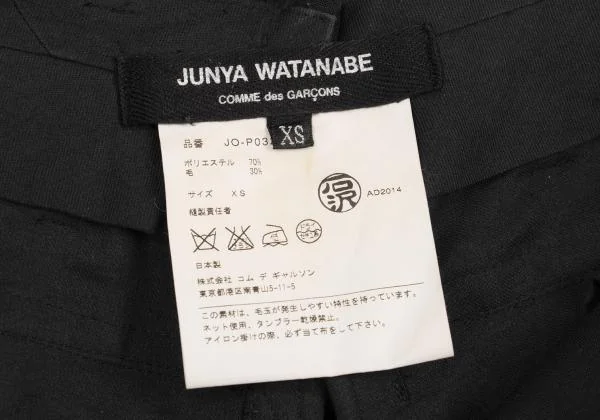 JUNYA WATANABE
COMME des GARÇONS
XS
品番 JO-P03
ポリエステル 70%
毛 30%
サイズ XS
縫製責任者
AD2014
日本製
株式会社 コム デ ギャルソン
東京都港区南青山5-11-5
この素材は、毛玉が発生しやすい特性を持っています。
ネット使用、タンブラー乾燥禁止。
アイロン掛けの際、必ず当て布をして下さい。